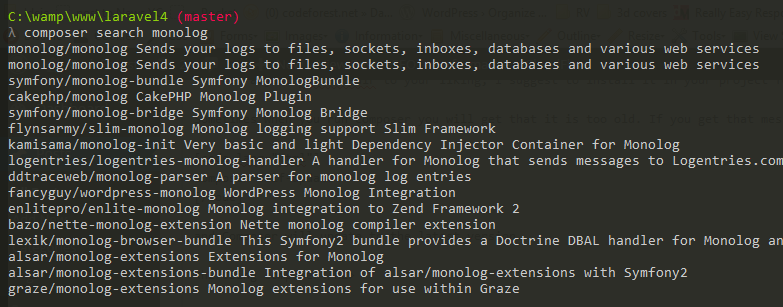 C:\wamp\www\laravel4 (master)
λ composer search monolog
monolog/monolog Sends your logs to files, sockets, inboxes, databases and various web services
monolog/monolog Sends your logs to files, sockets, inboxes, databases and various web services
symfony/monolog-bundle Symfony MonologBundle
cakephp/monolog CakePHP Monolog Plugin
symfony/monolog-bridge Symfony Monolog Bridge
flynsarmy/slim-monolog Monolog logging support Slim Framework
kamisama/monolog-init Very basic and light Dependency Injector Container for Monolog
logentries/logentries-monolog-handler A handler for Monolog that sends messages to Logentries.com
ddtraceweb/monolog-parser A parser for monolog log entries
fancyguy/wordpress-monolog WordPress Monolog Integration
enlitepro/enlite-monolog Monolog integration to Zend Framework 2
bazo/nette-monolog-extension Nette monolog compiler extension
lexik/monolog-browser-bundle This Symfony2 bundle provides a Doctrine DBAL handler for Monolog an
alsar/monolog-extensions Extensions for Monolog
alsar/monolog-extensions-bundle Integration of alsar/monolog-extensions with Symfony2
graze/monolog-extensions Monolog extensions for use within Graze